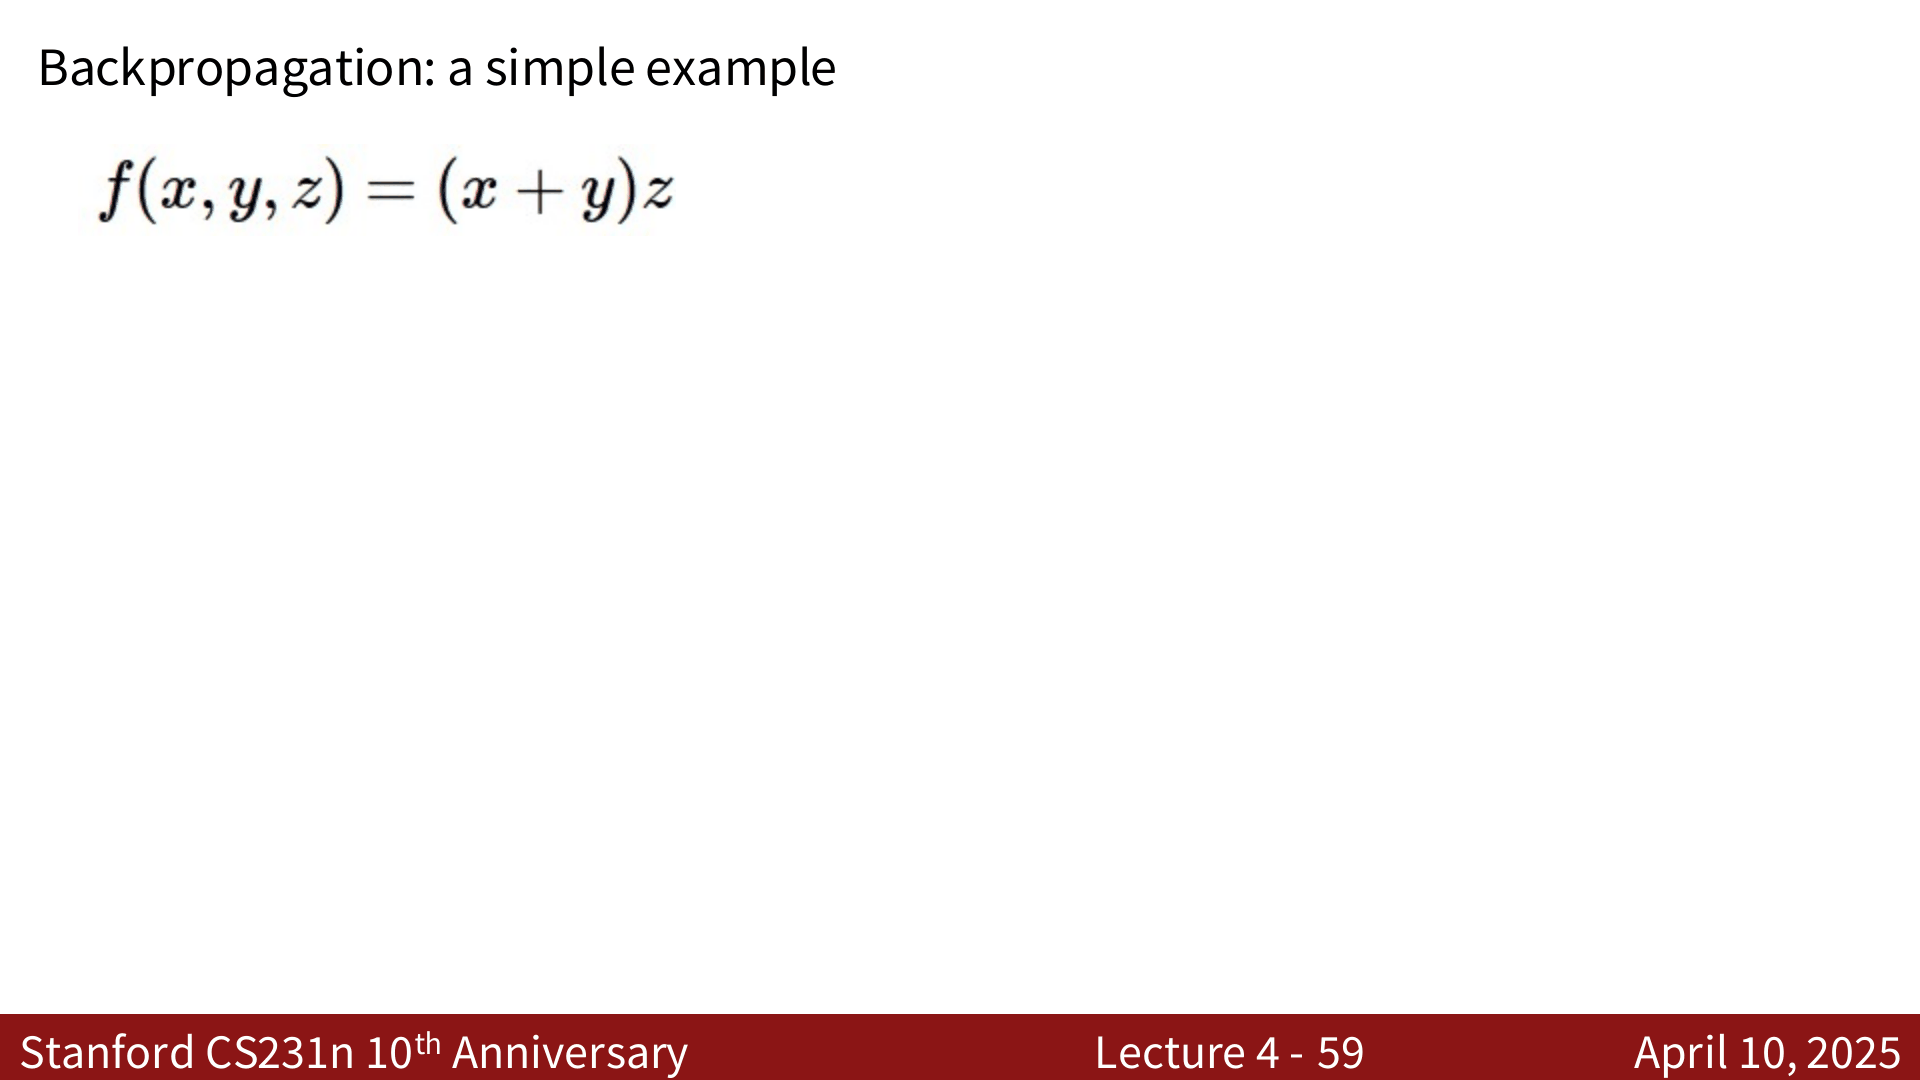 Backpropagation: a simple example
f(x, y, z) = (x + y)z
Stanford CS231n 10th Anniversary
Lecture 4 - 59
April 10, 2025